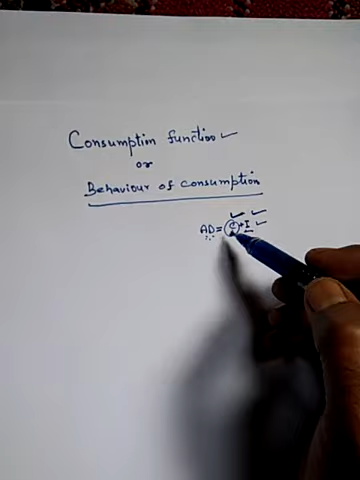 Consumption function ✓
or
Behaviour of consumption
AD = C + I